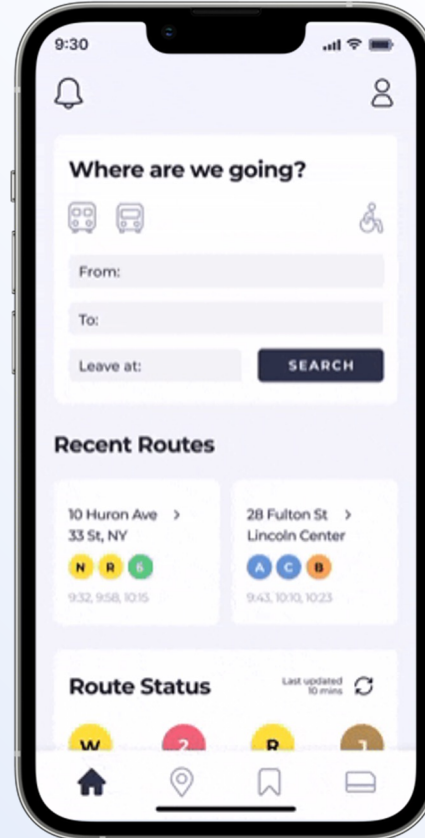 9:30
Where are we going?
From:
To:
Leave at:
SEARCH
Recent Routes
10 Huron Ave >
33 St, NY
N R 6
9:32, 9:58, 10:15
28 Fulton St >
Lincoln Center
A C B
9:43, 10:10, 10:23
Route Status
Last updated
10 mins
W 2 R J